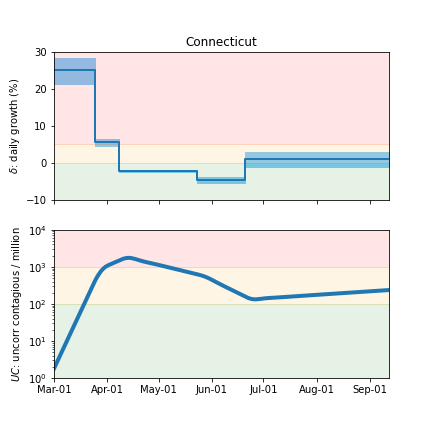 Connecticut
δ: daily growth (%)
30
20
10
0
−10
UC: uncorr contagious / million
10⁴
10³
10²
10¹
10⁰
Mar-01 Apr-01 May-01 Jun-01 Jul-01 Aug-01 Sep-01